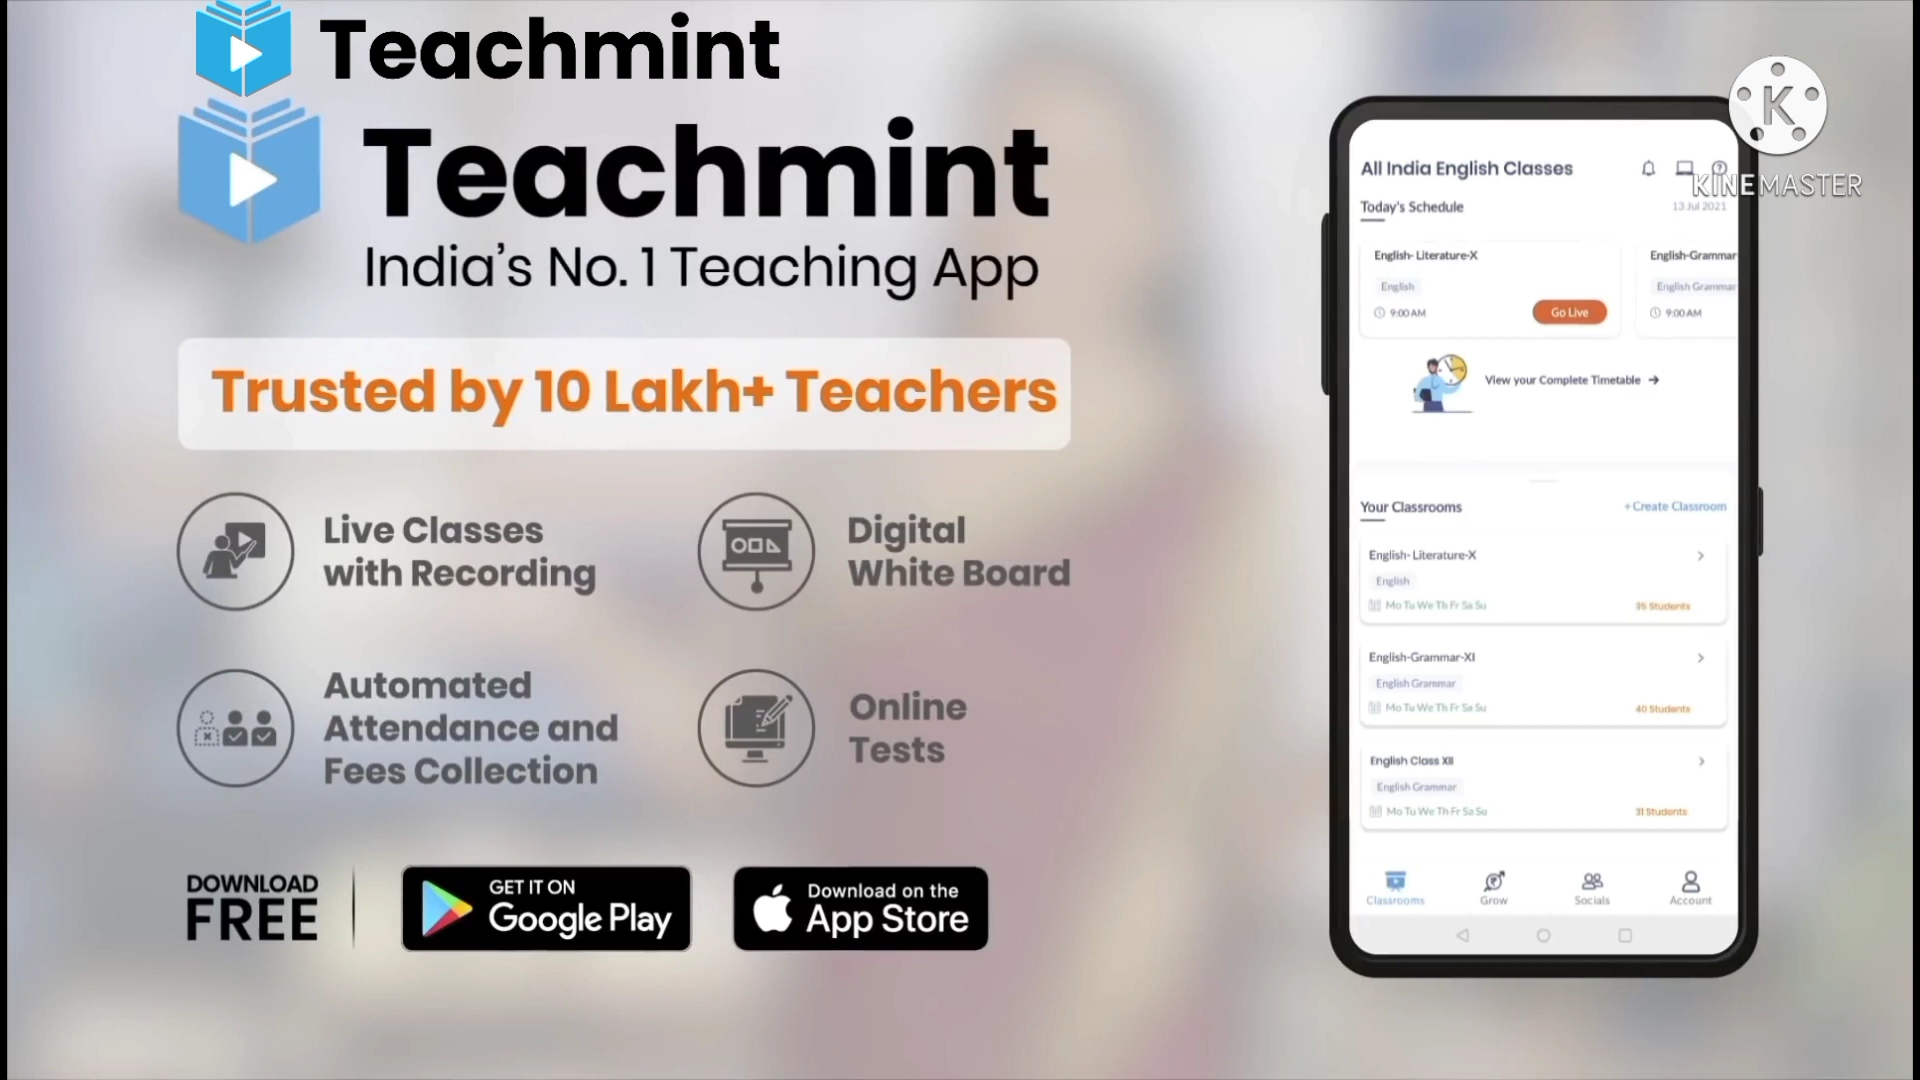 Teachmint
Teachmint
India's No. 1 Teaching App
Trusted by 10 Lakh+ Teachers
Live Classes
with Recording
Digital
White Board
Automated
Attendance and
Fees Collection
Online
Tests
DOWNLOAD
FREE
GET IT ON
Google Play
Download on the
App Store
K
KINEMASTER
All India English Classes
Today's Schedule
13 Jul 2021
English- Literature-X
English
9:00 AM
Go Live
English-Grammar
English Grammar
9:00 AM
View your Complete Timetable →
Your Classrooms
+ Create Classroom
English- Literature-X
English
Mo Tu We Th Fr Sa Su
35 Students
English-Grammar-XI
English Grammar
Mo Tu We Th Fr Sa Su
40 Students
English Class XII
English Grammar
Mo Tu We Th Fr Sa Su
31 Students
Classrooms
Grow
Socials
Account